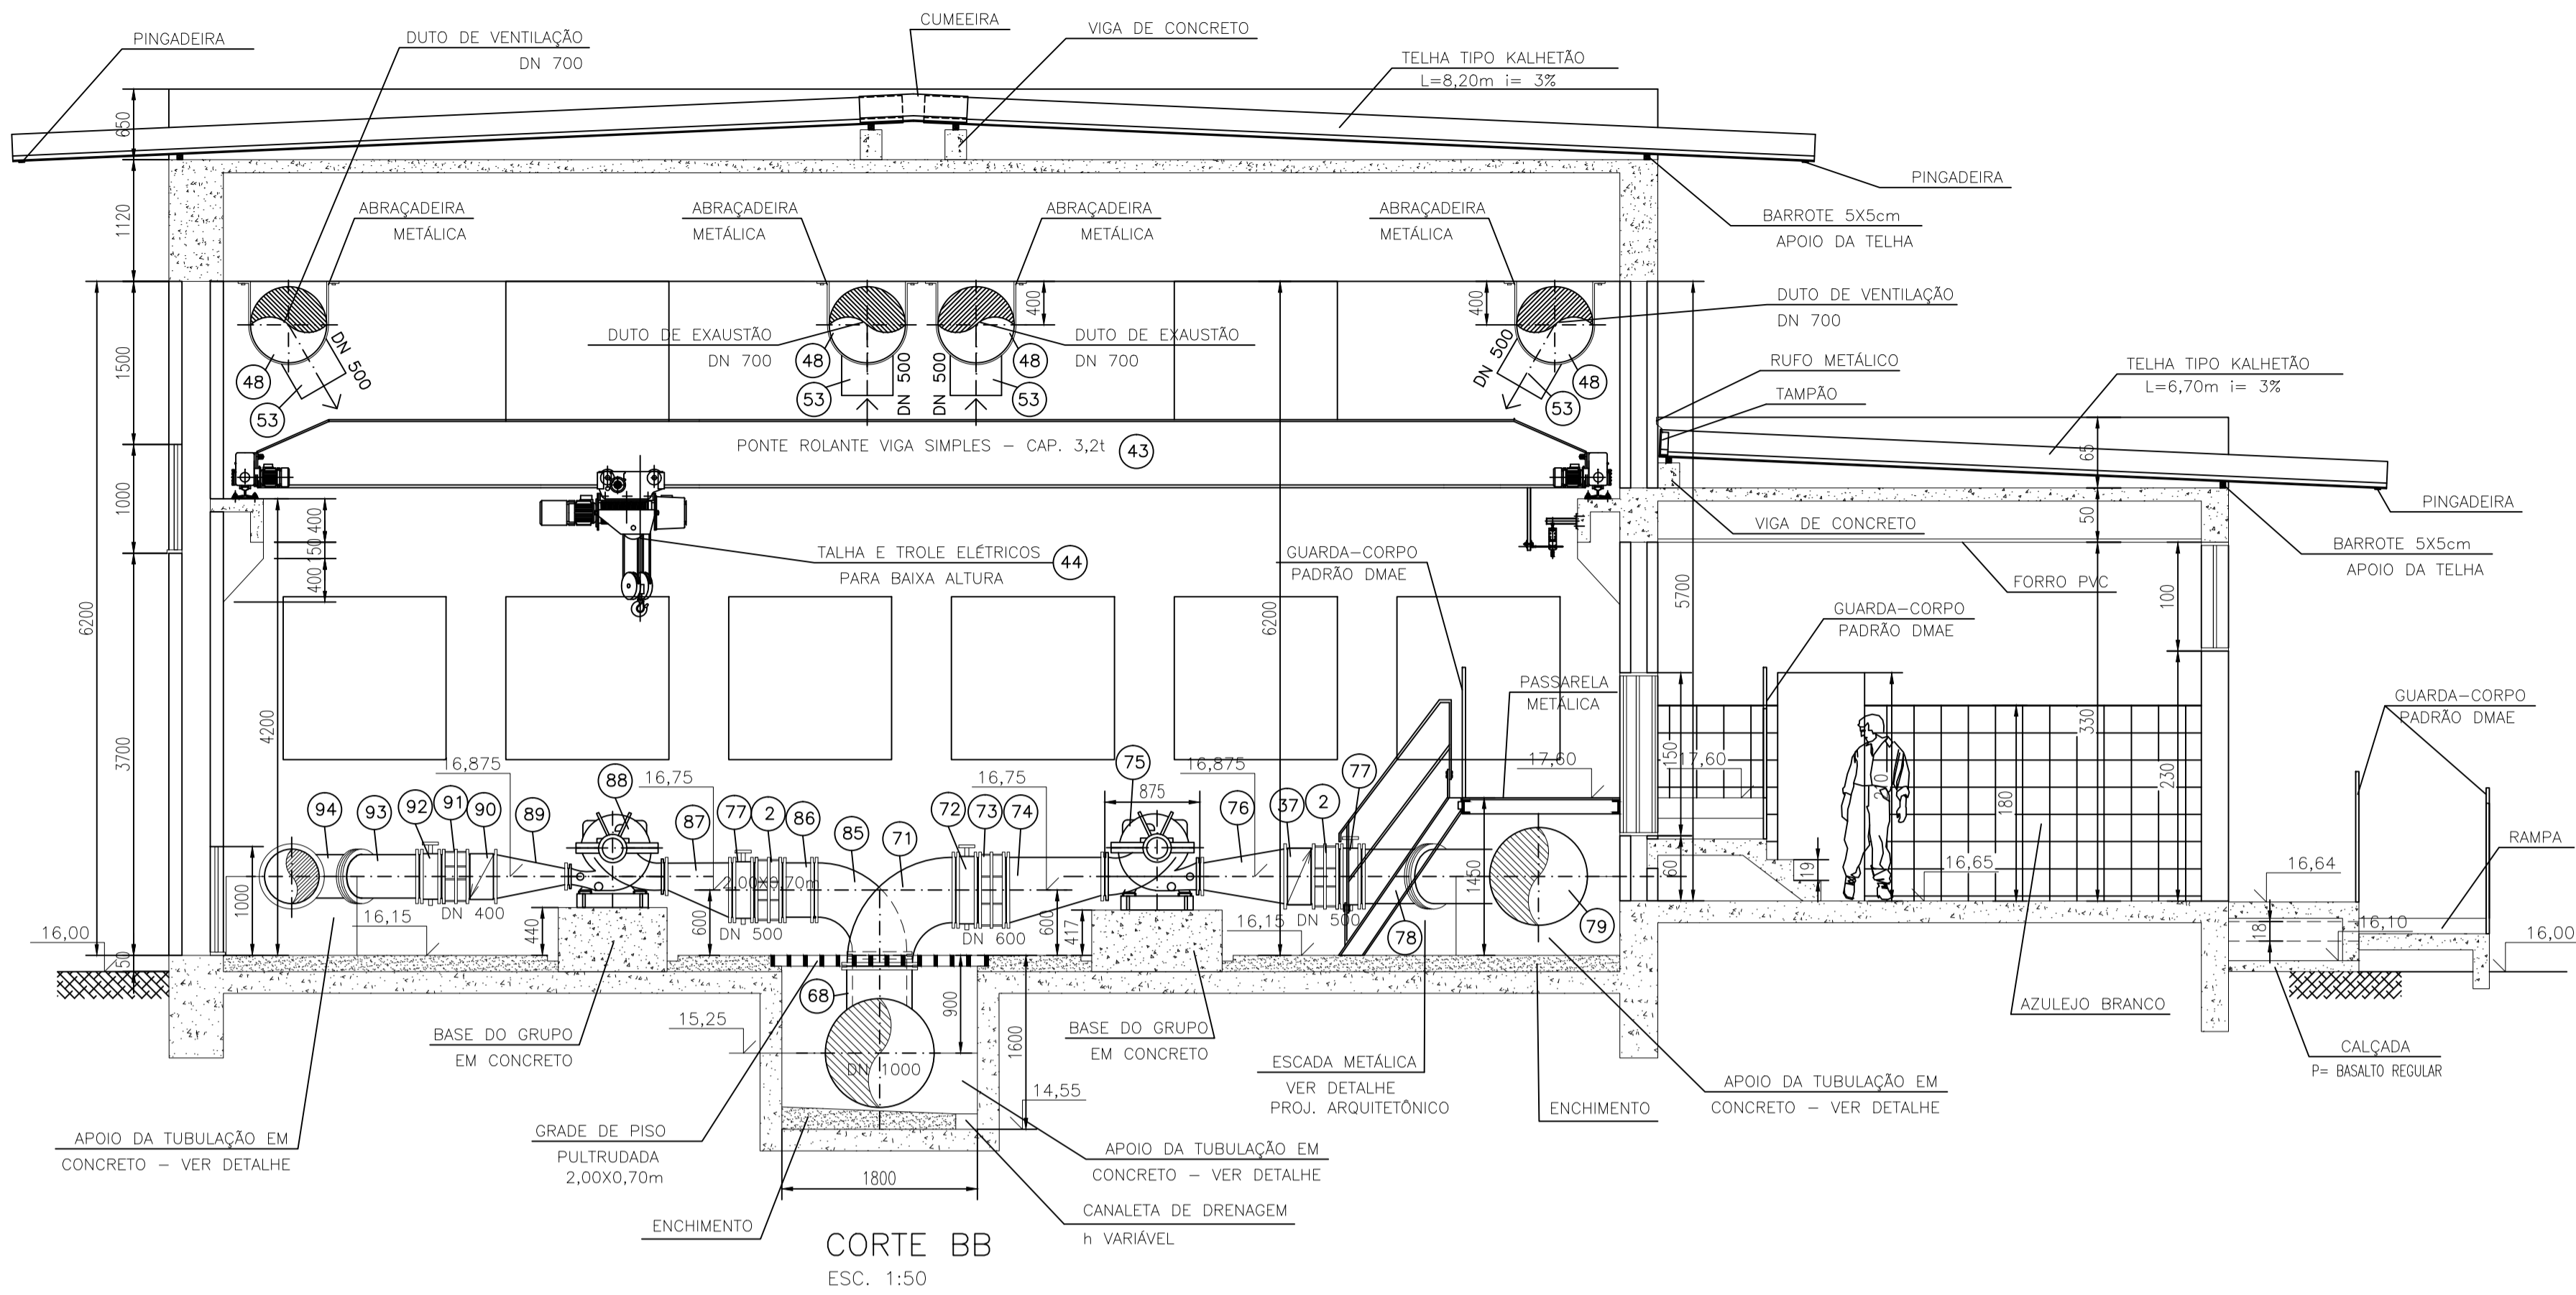 CUMEEIRA
PINGADEIRA
DUTO DE VENTILAÇÃO
DN 700
VIGA DE CONCRETO
TELHA TIPO KALHETÃO
L=8,20m i= 3%
650
PINGADEIRA
1120
ABRAÇADEIRA
METÁLICA
ABRAÇADEIRA
METÁLICA
ABRAÇADEIRA
METÁLICA
ABRAÇADEIRA
METÁLICA
BARROTE 5X5cm
APOIO DA TELHA
400
400
DUTO DE VENTILAÇÃO
DN 700
DUTO DE EXAUSTÃO
DN 700
DUTO DE EXAUSTÃO
DN 700
1500
48
DN 500
53
48
DN 500
53
48
DN 500
53
48
DN 500
53
RUFO METÁLICO
TAMPÃO
TELHA TIPO KALHETÃO
L=6,70m i= 3%
PONTE ROLANTE VIGA SIMPLES – CAP. 3,2t
43
65
1000
400
150
400
PINGADEIRA
VIGA DE CONCRETO
50
TALHA E TROLE ELÉTRICOS
PARA BAIXA ALTURA
44
GUARDA–CORPO
PADRÃO DMAE
BARROTE 5X5cm
APOIO DA TELHA
FORRO PVC
100
6200
6200
5700
GUARDA–CORPO
PADRÃO DMAE
PASSARELA
METÁLICA
GUARDA–CORPO
PADRÃO DMAE
3700
4200
150
330
230
180
210
16,875
16,75
16,75
16,875
17,60
17,60
88
75
875
94
93
92
91
90
89
87
77
2
86
85
71
72
73
74
76
37
2
77
RAMPA
2,00X0,70m
1000
DN 400
DN 500
DN 600
DN 500
1450
60
19
16,65
16,64
16,15
440
600
600
417
16,15
78
79
18
16,10
16,00
50
16,00
68
900
1600
15,25
DN 1000
14,55
BASE DO GRUPO
EM CONCRETO
BASE DO GRUPO
EM CONCRETO
ESCADA METÁLICA
VER DETALHE
PROJ. ARQUITETÔNICO
AZULEJO BRANCO
CALÇADA
P= BASALTO REGULAR
ENCHIMENTO
APOIO DA TUBULAÇÃO EM
CONCRETO – VER DETALHE
APOIO DA TUBULAÇÃO EM
CONCRETO – VER DETALHE
GRADE DE PISO
PULTRUDADA
2,00X0,70m
APOIO DA TUBULAÇÃO EM
CONCRETO – VER DETALHE
1800
ENCHIMENTO
CANALETA DE DRENAGEM
h VARIÁVEL
CORTE BB
ESC. 1:50